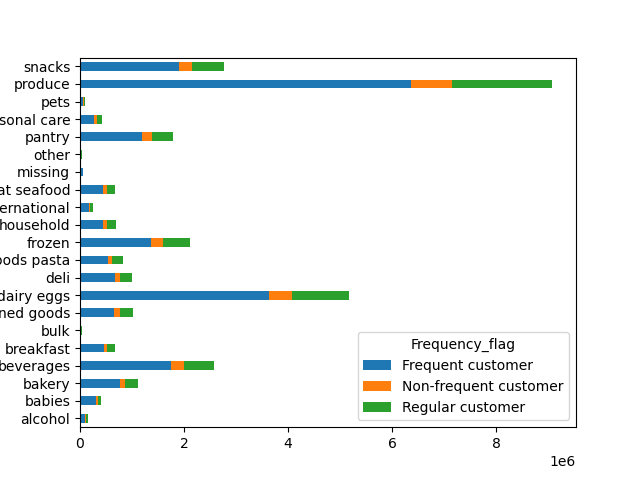 snacks
produce
pets
sonal care
pantry
other
missing
at seafood
ernational
household
frozen
oods pasta
deli
dairy eggs
ned goods
bulk
breakfast
beverages
bakery
babies
alcohol
Frequency_flag
Frequent customer
Non-frequent customer
Regular customer
0 2 4 6 8
1e6